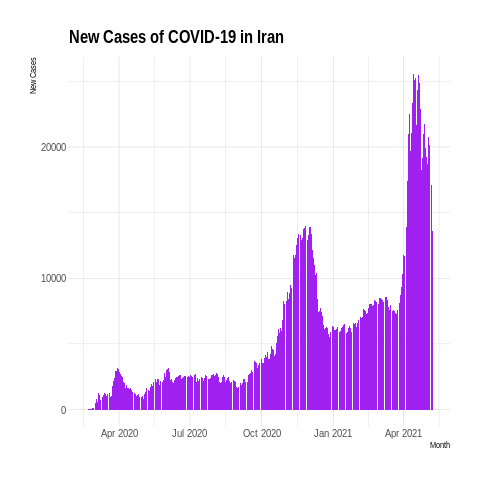 New Cases of COVID-19 in Iran
New Cases
20000
10000
0
Apr 2020 Jul 2020 Oct 2020 Jan 2021 Apr 2021
Month